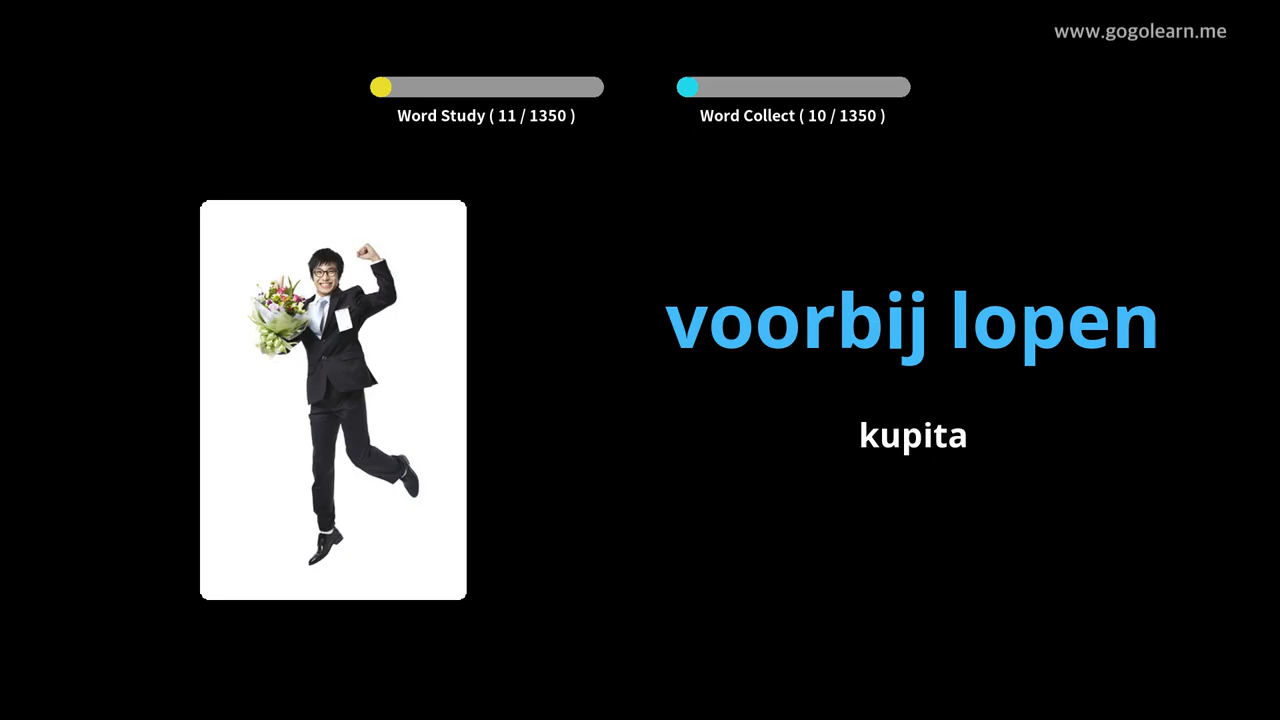 www.gogolearn.me
Word Study ( 11 / 1350 )
Word Collect ( 10 / 1350 )
voorbij lopen
kupita